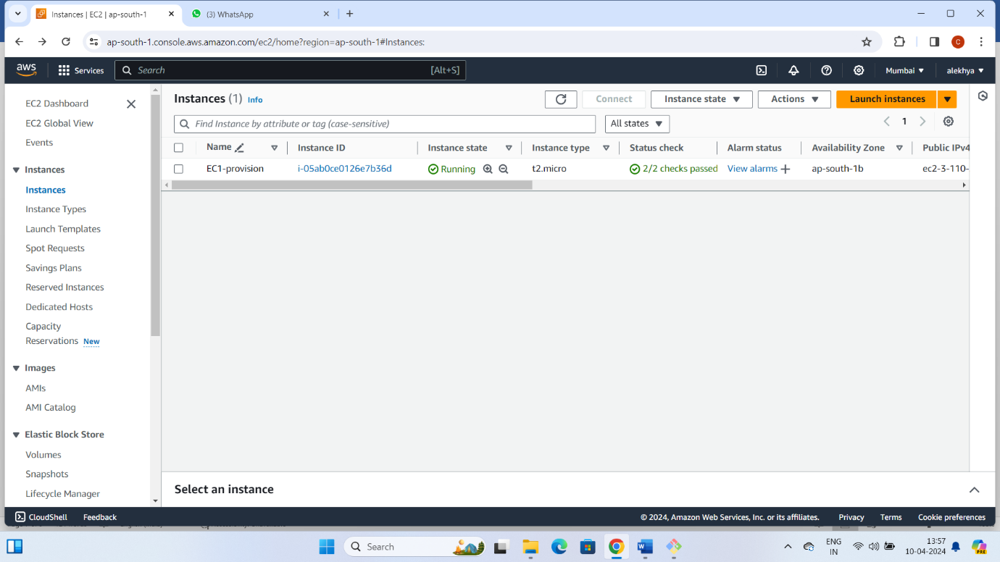 Instances | EC2 | ap-south-1
(3) WhatsApp
ap-south-1.console.aws.amazon.com/ec2/home?region=ap-south-1#Instances:
C
aws
Services
Search
[Alt+S]
Mumbai
alekhya
EC2 Dashboard
EC2 Global View
Events
Instances
Instances
Instance Types
Launch Templates
Spot Requests
Savings Plans
Reserved Instances
Dedicated Hosts
Capacity
Reservations New
Images
AMIs
AMI Catalog
Elastic Block Store
Volumes
Snapshots
Lifecycle Manager
Instances (1) Info
Connect
Instance state
Actions
Launch instances
Find Instance by attribute or tag (case-sensitive)
All states
1
Name
Instance ID
Instance state
Instance type
Status check
Alarm status
Availability Zone
Public IPv4
EC1-provision
i-05ab0ce0126e7b36d
Running
t2.micro
2/2 checks passed
View alarms
ap-south-1b
ec2-3-110-
Select an instance
CloudShell
Feedback
© 2024, Amazon Web Services, Inc. or its affiliates.
Privacy
Terms
Cookie preferences
Search
ENG
IN
13:57
10-04-2024
PRE